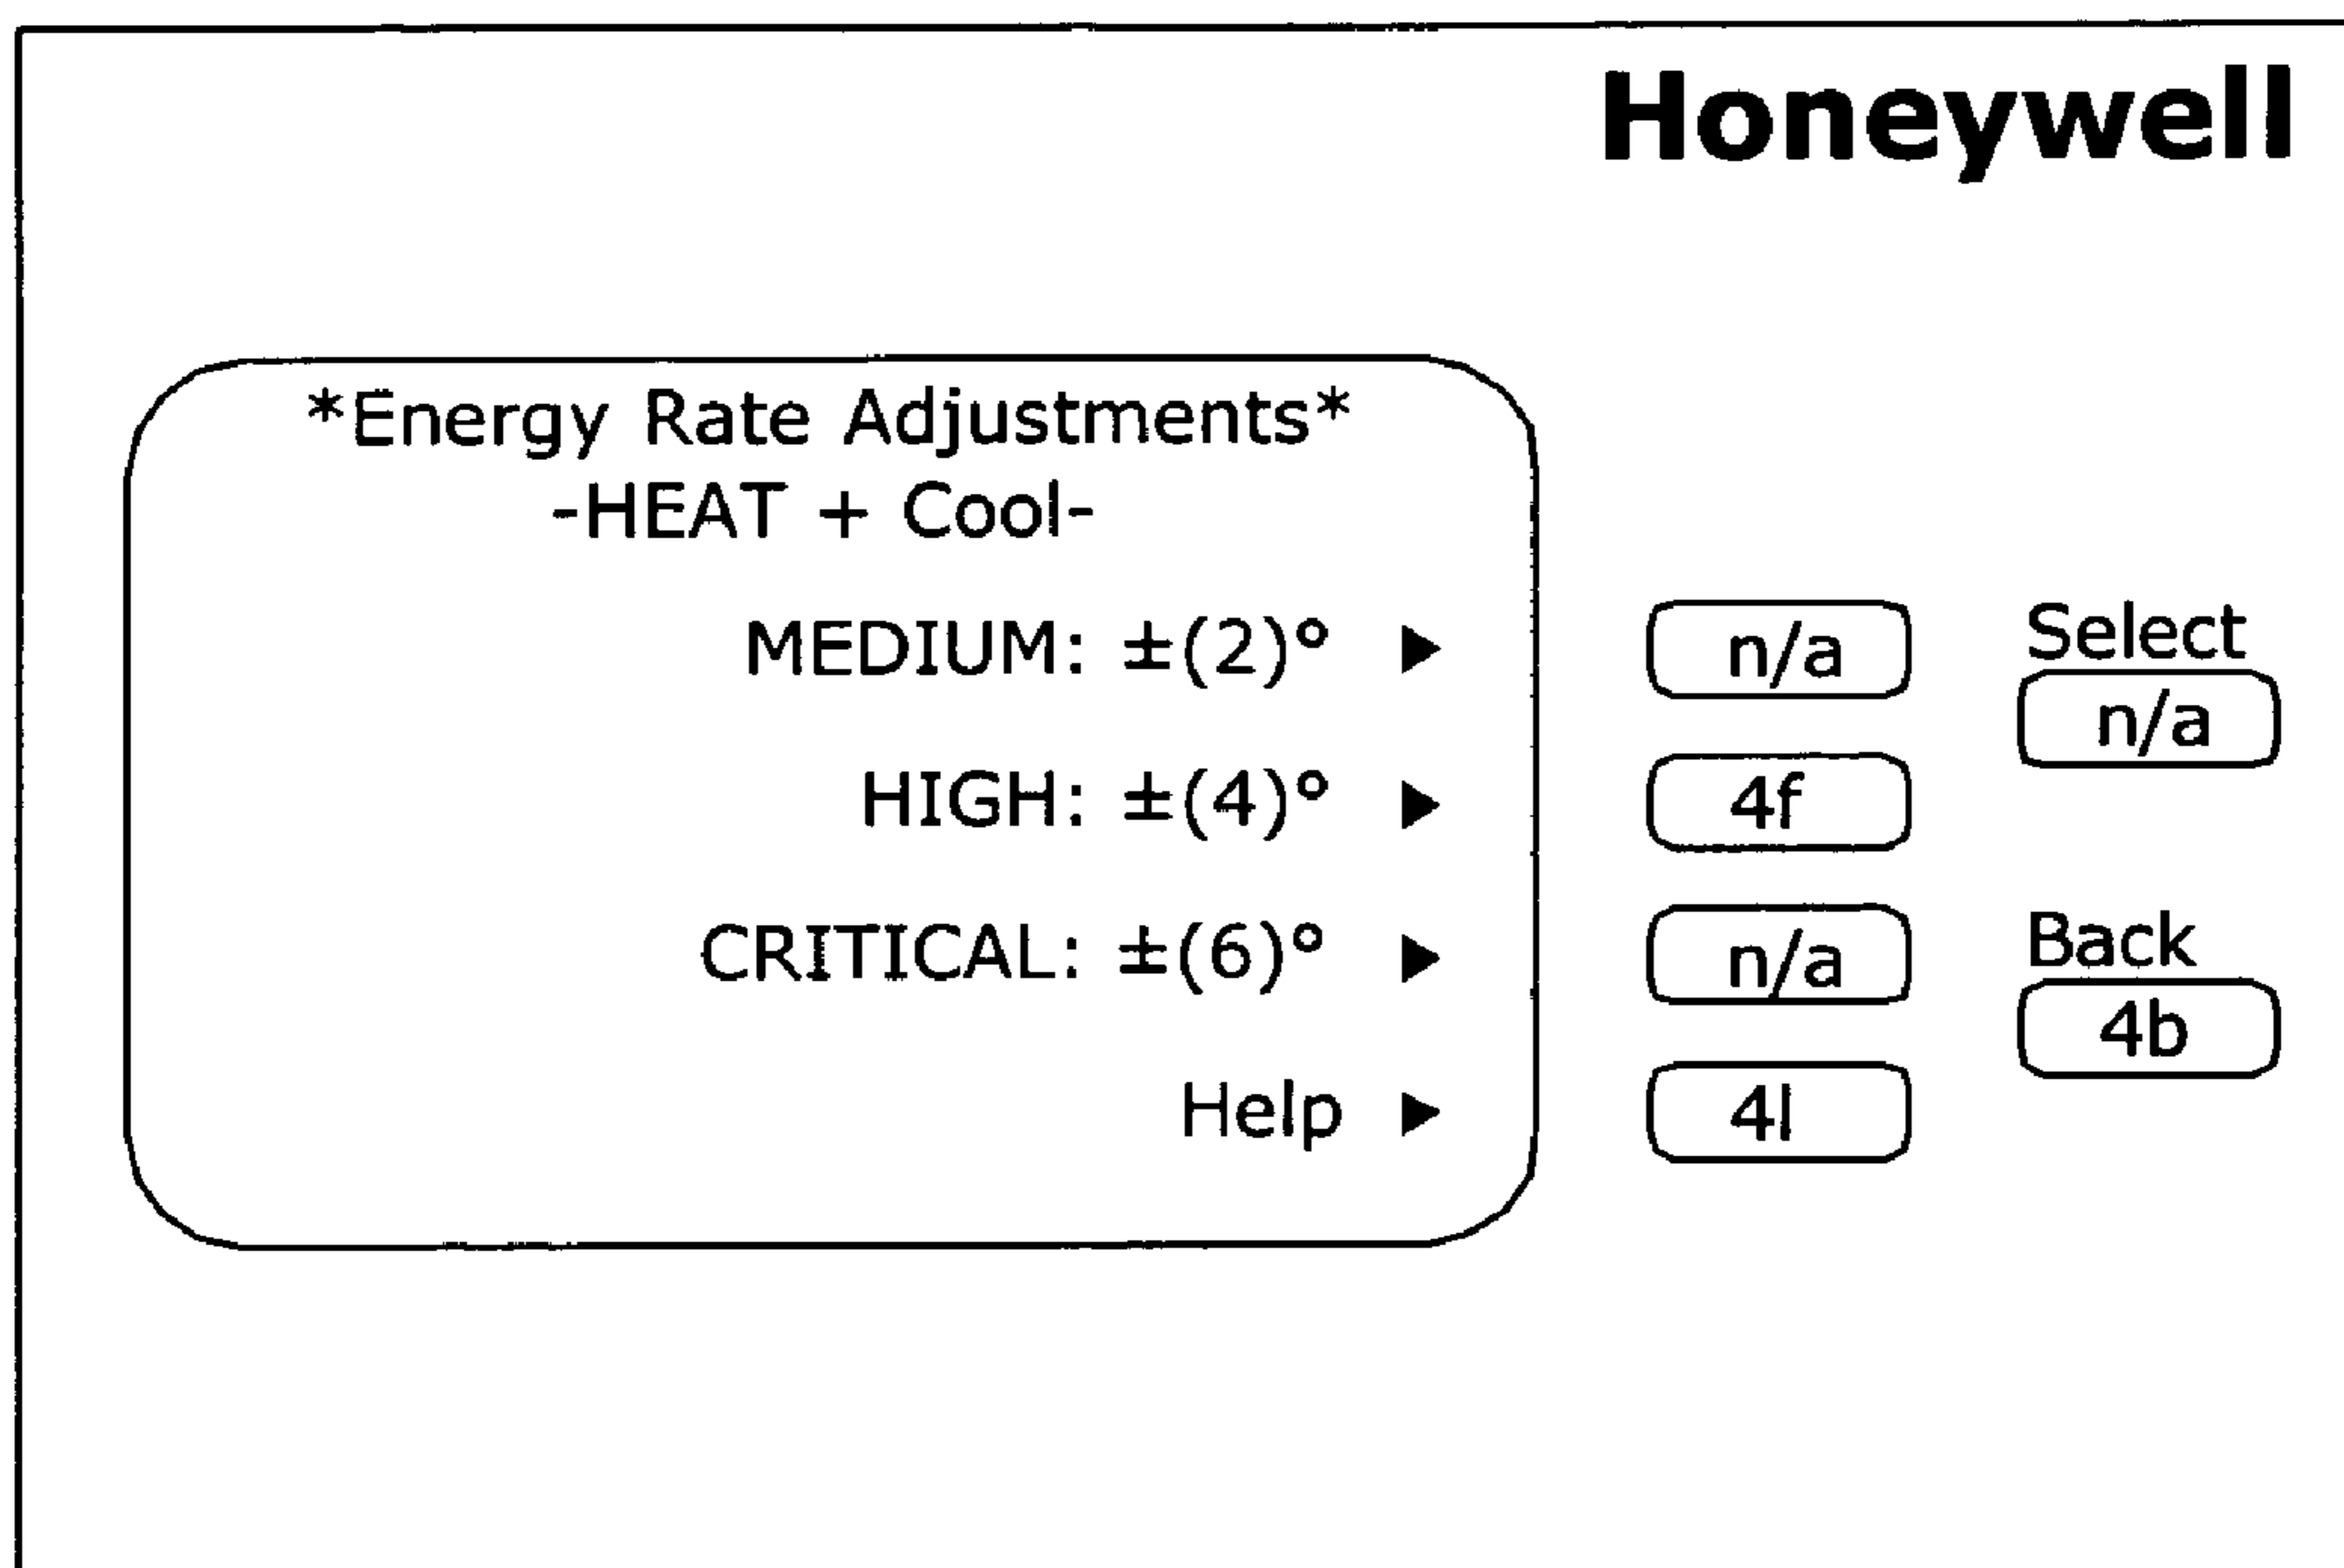 Honeywell
*Energy Rate Adjustments*
-HEAT + Cool-
MEDIUM: ±(2)° ▶ n/a
Select
n/a
HIGH: ±(4)° ▶ 4f
CRITICAL: ±(6)° ▶ n/a
Back
4b
Help ▶ 4l